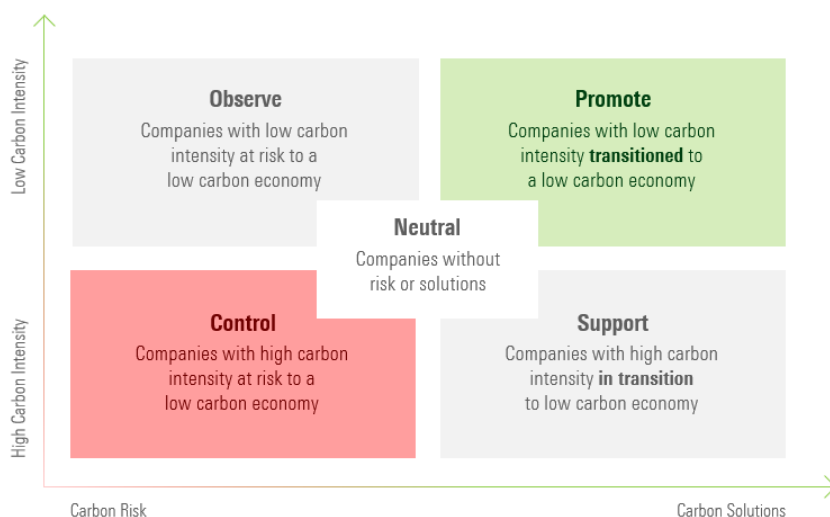 Low Carbon Intensity
Observe
Companies with low carbon
intensity at risk to a
low carbon economy
Promote
Companies with low carbon
intensity transitioned to
a low carbon economy
Neutral
Companies without
risk or solutions
High Carbon Intensity
Control
Companies with high carbon
intensity at risk to a
low carbon economy
Support
Companies with high carbon
intensity in transition
to low carbon economy
Carbon Risk
Carbon Solutions